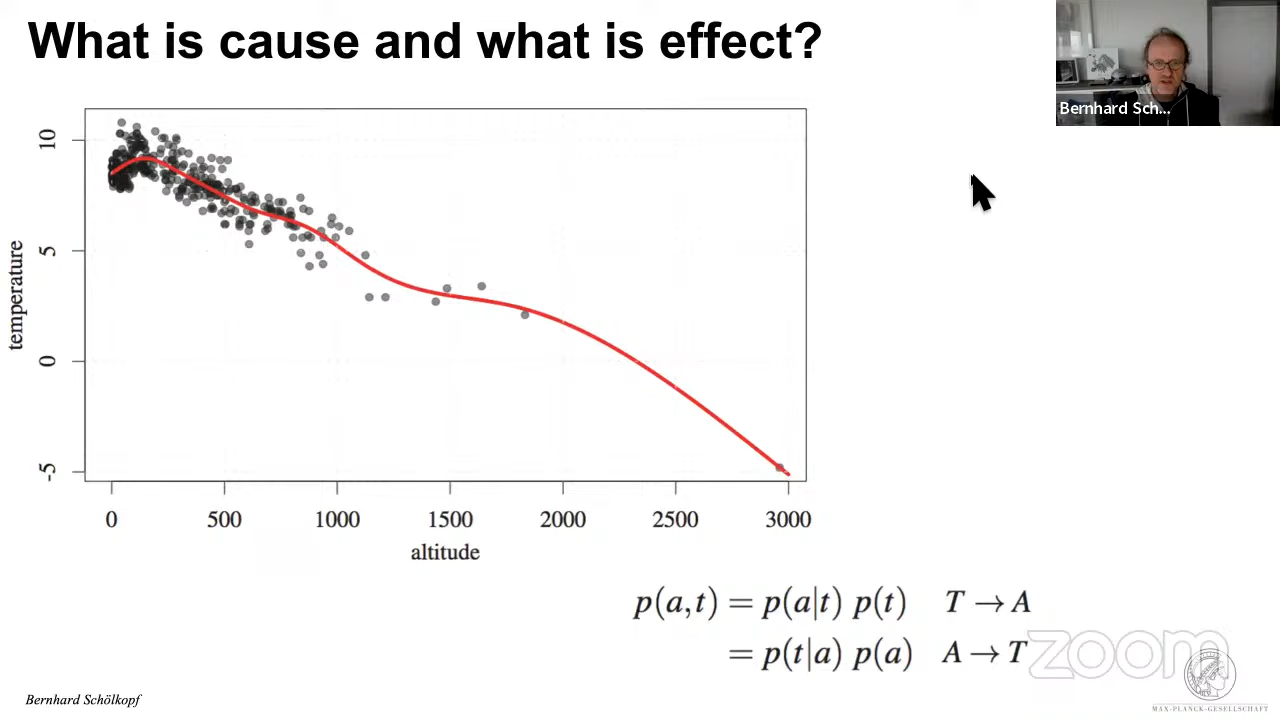 What is cause and what is effect?
Bernhard Sch...
10
5
0
-5
temperature
0 500 1000 1500 2000 2500 3000
altitude
p(a,t) = p(a|t) p(t) T → A
= p(t|a) p(a) A → T
zoom
Bernhard Schölkopf
MAX-PLANCK-GESELLSCHAFT